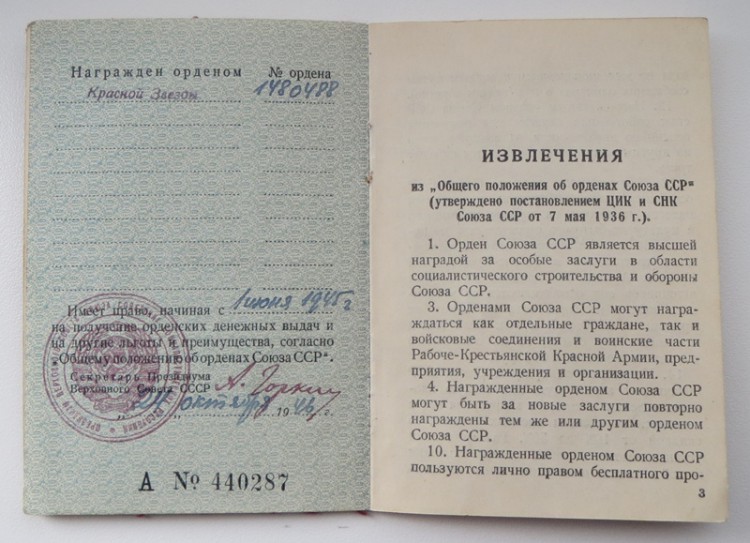 Награжден орденом № ордена
Красной Звезды 1480488
Имеет право, начиная с 1 июня 1945 г
на получение орденских денежных выдач и
на другие льготы и преимущества, согласно
„Общему положению об орденах Союза ССР“.
Секретарь Президиума
Верховного Совета СССР А. Горкин
„24“ октября 1946 г.
А № 440287
ИЗВЛЕЧЕНИЯ
из „Общего положения об орденах Союза ССР“
(утверждено постановлением ЦИК и СНК
Союза ССР от 7 мая 1936 г.).
1. Орден Союза ССР является высшей
наградой за особые заслуги в области
социалистического строительства и обороны
Союза ССР.
3. Орденами Союза ССР могут награ-
ждаться как отдельные граждане, так и
войсковые соединения и воинские части
Рабоче-Крестьянской Красной Армии, пред-
приятия, учреждения и организации.
4. Награжденные орденом Союза ССР
могут быть за новые заслуги повторно
награждены тем же или другим орденом
Союза ССР.
10. Награжденные орденом Союза ССР
пользуются лично правом бесплатного про-
3